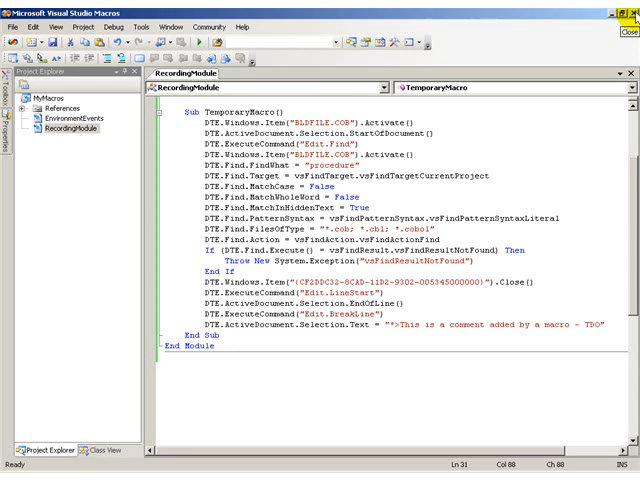 Microsoft Visual Studio Macros
Close
File Edit View Project Debug Tools Window Community Help
Project Explorer
RecordingModule
RecordingModule
TemporaryMacro
Toolbox
Properties
MyMacros
References
EnvironmentEvents
RecordingModule
Sub TemporaryMacro()
DTE.Windows.Item("BLDFILE.COB").Activate()
DTE.ActiveDocument.Selection.StartOfDocument()
DTE.ExecuteCommand("Edit.Find")
DTE.Windows.Item("BLDFILE.COB").Activate()
DTE.Find.FindWhat = "procedure"
DTE.Find.Target = vsFindTarget.vsFindTargetCurrentProject
DTE.Find.MatchCase = False
DTE.Find.MatchWholeWord = False
DTE.Find.MatchInHiddenText = True
DTE.Find.PatternSyntax = vsFindPatternSyntax.vsFindPatternSyntaxLiteral
DTE.Find.FilesOfType = "*.cob; *.cbl; *.cobol"
DTE.Find.Action = vsFindAction.vsFindActionFind
If (DTE.Find.Execute() = vsFindResult.vsFindResultNotFound) Then
Throw New System.Exception("vsFindResultNotFound")
End If
DTE.Windows.Item("{CF2DDC32-8CAD-11D2-9302-005345000000}").Close()
DTE.ExecuteCommand("Edit.LineStart")
DTE.ActiveDocument.Selection.EndOfLine()
DTE.ExecuteCommand("Edit.BreakLine")
DTE.ActiveDocument.Selection.Text = "*>This is a comment added by a macro - TDO"
End Sub
End Module
Project Explorer Class View
Ready Ln 31 Col 88 Ch 88 INS